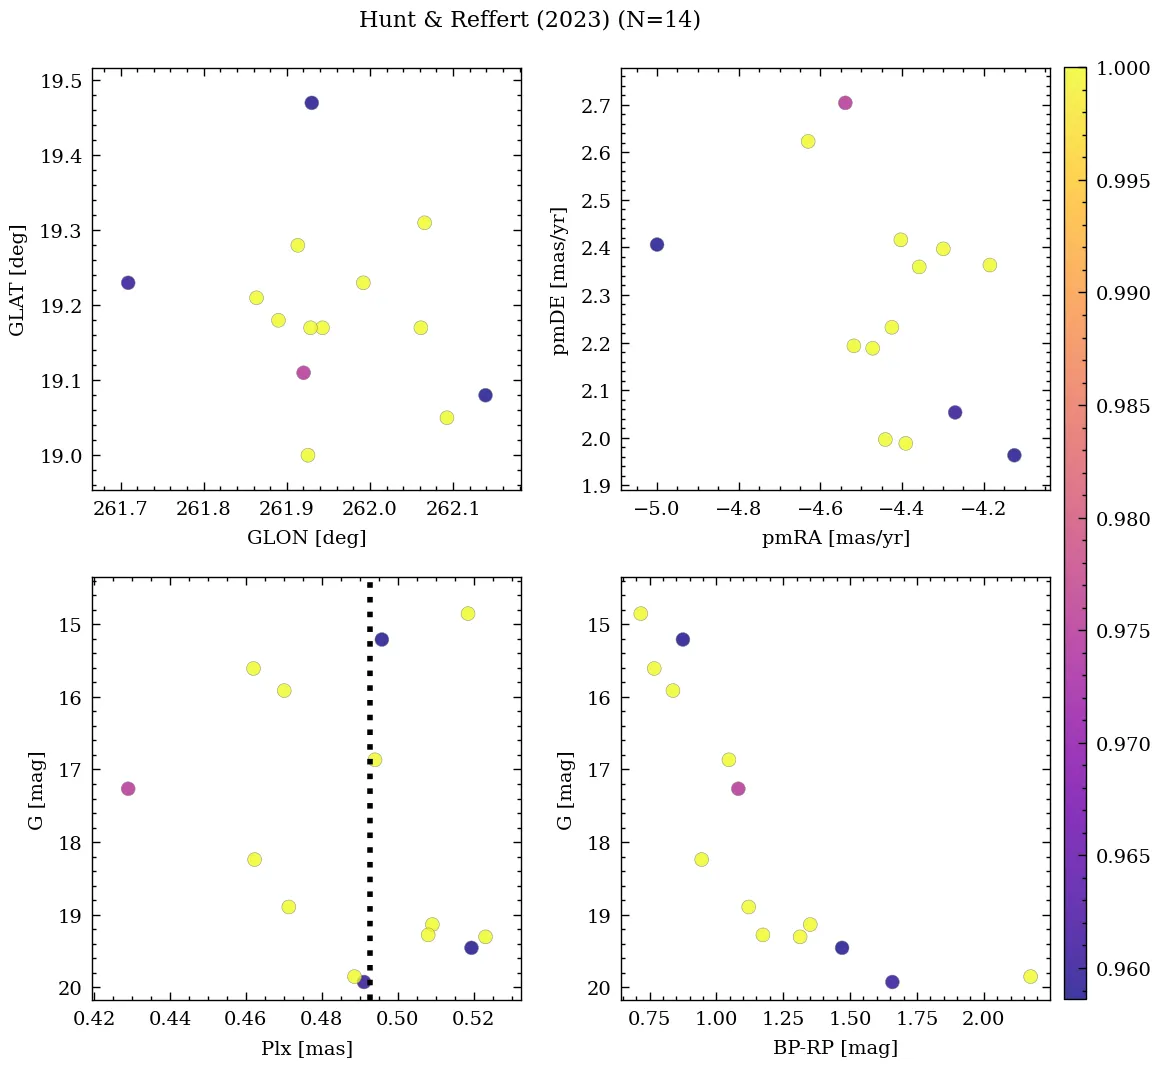 Hunt & Reffert (2023) (N=14)
19.5
19.4
19.3
19.2
19.1
19.0
GLAT [deg]
261.7 261.8 261.9 262.0 262.1
GLON [deg]
2.7
2.6
2.5
2.4
2.3
2.2
2.1
2.0
1.9
pmDE [mas/yr]
−5.0 −4.8 −4.6 −4.4 −4.2
pmRA [mas/yr]
15
16
17
18
19
20
G [mag]
0.42 0.44 0.46 0.48 0.50 0.52
Plx [mas]
15
16
17
18
19
20
G [mag]
0.75 1.00 1.25 1.50 1.75 2.00
BP-RP [mag]
1.000
0.995
0.990
0.985
0.980
0.975
0.970
0.965
0.960